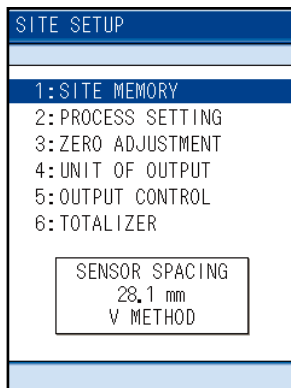 SITE SETUP
1:SITE MEMORY
2:PROCESS SETTING
3:ZERO ADJUSTMENT
4:UNIT OF OUTPUT
5:OUTPUT CONTROL
6:TOTALIZER
SENSOR SPACING
28.1 mm
V METHOD